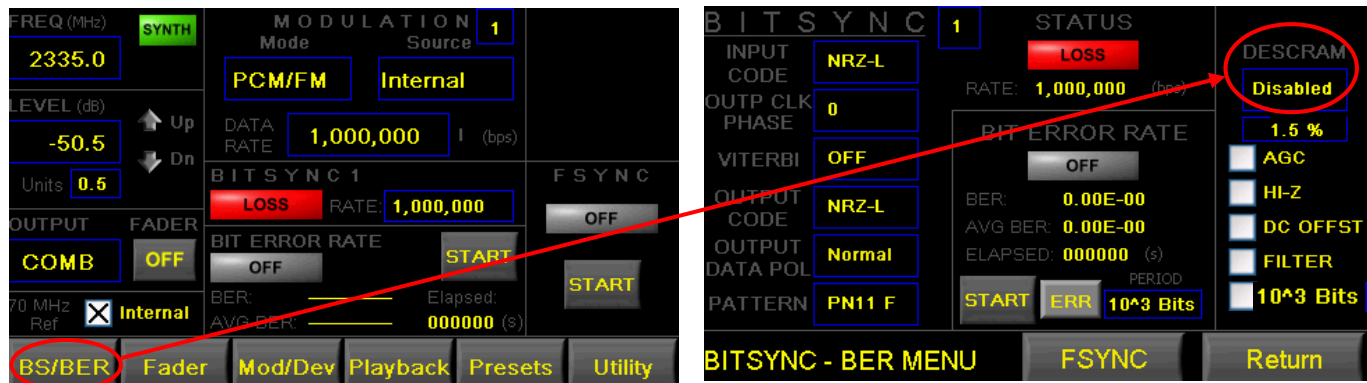 FREQ (MHz)
SYNTH
2335.0
LEVEL (dB)
-50.5
Up
Dn
Units 0.5
OUTPUT
FADER
COMB
OFF
70 MHz
Ref
Internal
MODULATION 1
Mode
Source
PCM/FM
Internal
DATA
RATE
1,000,000 I (bps)
BITSYNC 1
LOSS
RATE: 1,000,000
BIT ERROR RATE
OFF
START
BER:
Elapsed:
AVG BER:
000000 (s)
FSYNC
OFF
START
BS/BER
Fader
Mod/Dev
Playback
Presets
Utility
BITSYNC 1
INPUT
CODE
NRZ-L
OUTP CLK
PHASE
0
VITERBI
OFF
OUTPUT
CODE
NRZ-L
OUTPUT
DATA POL
Normal
PATTERN
PN11 F
STATUS
LOSS
RATE: 1,000,000 (bps)
BIT ERROR RATE
OFF
BER: 0.00E-00
AVG BER: 0.00E-00
ELAPSED: 000000 (s)
PERIOD
START
ERR
10^3 Bits
DESCRAM
Disabled
1.5 %
AGC
HI-Z
DC OFFST
FILTER
10^3 Bits
BITSYNC - BER MENU
FSYNC
Return